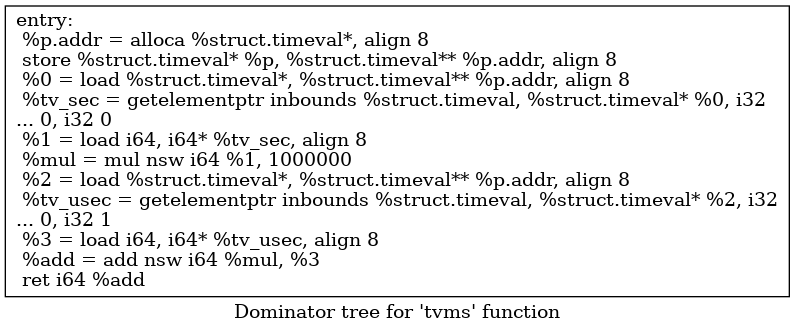 entry:
%p.addr = alloca %struct.timeval*, align 8
store %struct.timeval* %p, %struct.timeval** %p.addr, align 8
%0 = load %struct.timeval*, %struct.timeval** %p.addr, align 8
%tv_sec = getelementptr inbounds %struct.timeval, %struct.timeval* %0, i32
... 0, i32 0
%1 = load i64, i64* %tv_sec, align 8
%mul = mul nsw i64 %1, 1000000
%2 = load %struct.timeval*, %struct.timeval** %p.addr, align 8
%tv_usec = getelementptr inbounds %struct.timeval, %struct.timeval* %2, i32
... 0, i32 1
%3 = load i64, i64* %tv_usec, align 8
%add = add nsw i64 %mul, %3
ret i64 %add
Dominator tree for 'tvms' function